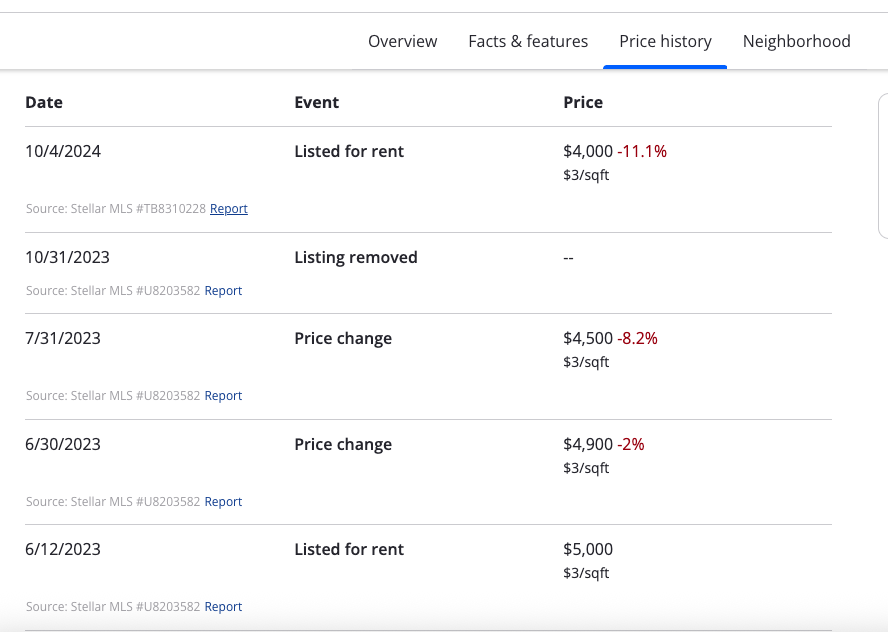 Overview Facts & features Price history Neighborhood
Date Event Price
10/4/2024 Listed for rent $4,000 -11.1%
$3/sqft
Source: Stellar MLS #TB8310228 Report
10/31/2023 Listing removed --
Source: Stellar MLS #U8203582 Report
7/31/2023 Price change $4,500 -8.2%
$3/sqft
Source: Stellar MLS #U8203582 Report
6/30/2023 Price change $4,900 -2%
$3/sqft
Source: Stellar MLS #U8203582 Report
6/12/2023 Listed for rent $5,000
$3/sqft
Source: Stellar MLS #U8203582 Report